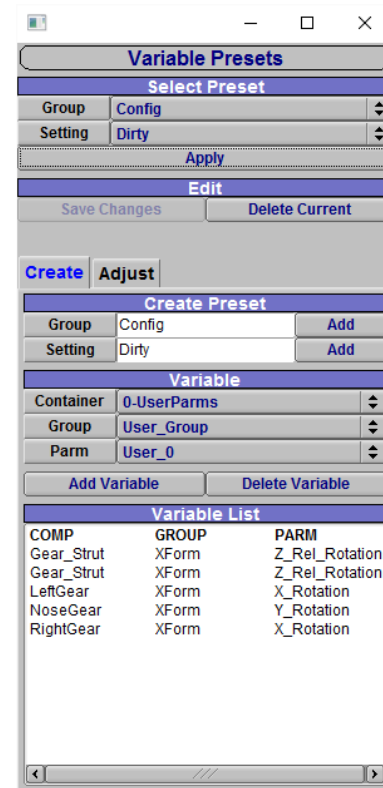 Variable Presets
Select Preset
Group Config
Setting Dirty
Apply
Edit
Save Changes Delete Current
Create Adjust
Create Preset
Group Config Add
Setting Dirty Add
Variable
Container 0-UserParms
Group User_Group
Parm User_0
Add Variable Delete Variable
Variable List
COMP GROUP PARM
Gear_Strut XForm Z_Rel_Rotation
Gear_Strut XForm Z_Rel_Rotation
LeftGear XForm X_Rotation
NoseGear XForm Y_Rotation
RightGear XForm X_Rotation